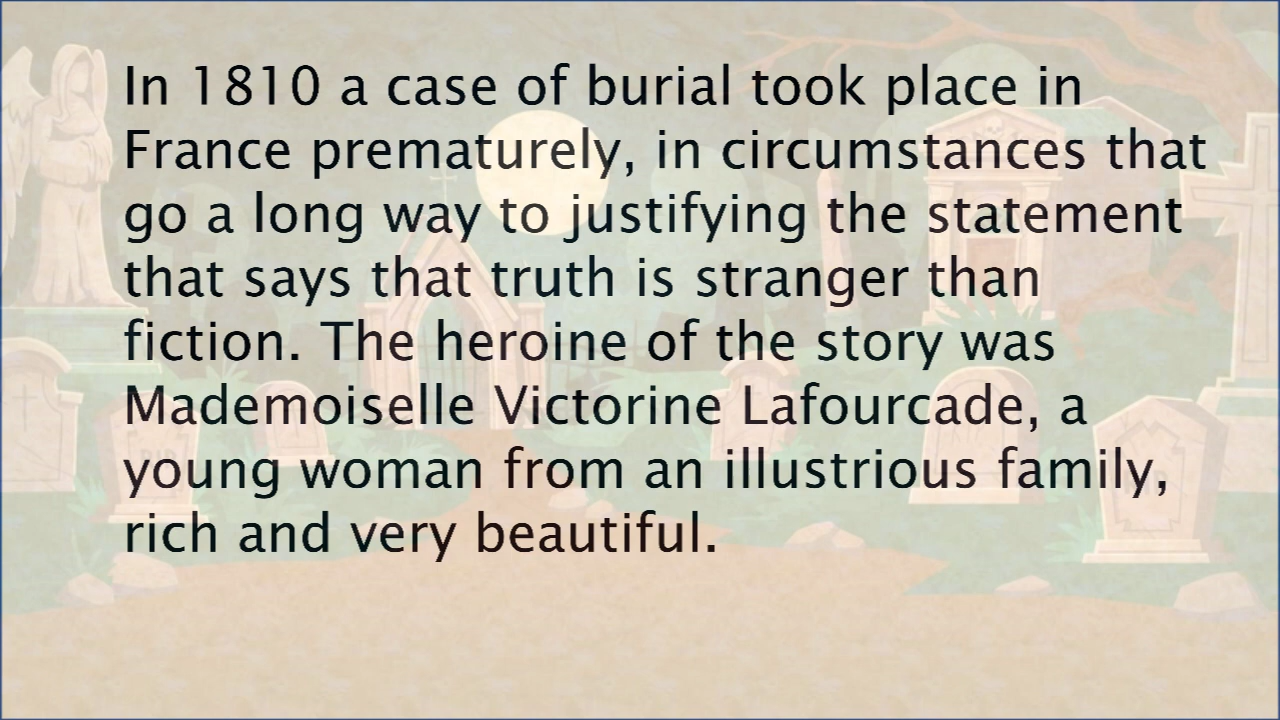 In 1810 a case of burial took place in
France prematurely, in circumstances that
go a long way to justifying the statement
that says that truth is stranger than
fiction. The heroine of the story was
Mademoiselle Victorine Lafourcade, a
young woman from an illustrious family,
rich and very beautiful.